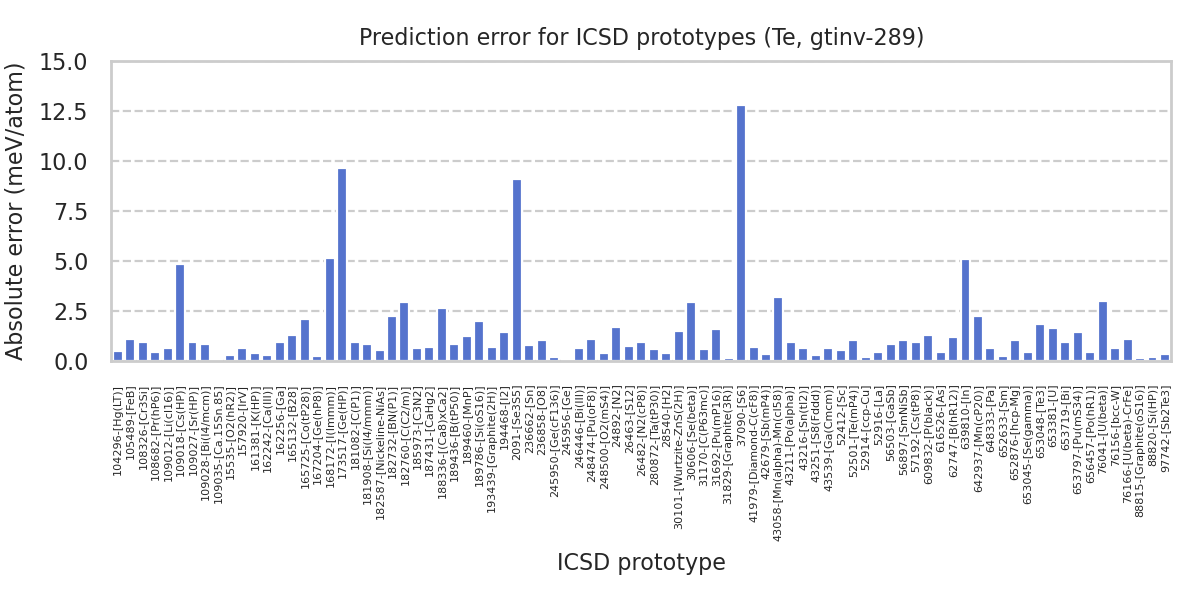 Prediction error for ICSD prototypes (Te, gtinv-289)
Absolute error (meV/atom)
15.0
12.5
10.0
7.5
5.0
2.5
0.0
104296-[Hg(LT)]
105489-[FeB]
108326-[Cr3Si]
108682-[Pr(hP6)]
109012-[Li(cI16)]
109018-[Cs(HP)]
109027-[Sr(HP)]
109028-[Bi(I4/mcm)]
109035-[Ca.15Sn.85]
15535-[O2(hR2)]
157920-[IrV]
161381-[K(HP)]
162242-[Ca(III)]
162256-[Ga]
165132-[B28]
165725-[Co(tP28)]
167204-[Ge(hP8)]
168172-[I(Immm)]
173517-[Ge(HP)]
181082-[C(P1)]
181908-[Si(I4/mmm)]
182587-[Nickeline-NiAs]
182732-[BN(P1)]
182760-[C(C2/m)]
185973-[C3N2]
187431-[CaHg2]
188336-[(Ca8)xCa2]
189436-[B(tP50)]
189460-[MnP]
189786-[Si(oS16)]
193439-[Graphite(2H)]
194468-[I2]
2091-[Se3S5]
236662-[Sn]
236858-[O8]
245950-[Ge(cF136)]
245956-[Ge]
246446-[Bi(III)]
248474-[Pu(oF8)]
248500-[O2(mS4)]
24892-[N2]
26463-[S12]
26482-[N2(cP8)]
280872-[Ta(tP30)]
28540-[H2]
30101-[Wurtzite-ZnS(2H)]
30606-[Se(beta)]
31170-[C(P63mc)]
31692-[Pu(mP16)]
31829-[Graphite(3R)]
37090-[S6]
41979-[Diamond-C(cF8)]
42679-[Sb(mP4)]
43058-[Mn(alpha)-Mn(cI58)]
43211-[Po(alpha)]
43216-[Sn(tI2)]
43251-[S8(Fddd)]
43539-[Ga(Cmcm)]
52412-[Sc]
52501-[Te(mP4)]
52914-[ccp-Cu]
52916-[La]
56503-[GaSb]
56897-[SmNiSb]
57192-[Cs(tP8)]
609832-[P(black)]
616526-[As]
62747-[B(hR12)]
639810-[In]
642937-[Mn(cP20)]
648333-[Pa]
652633-[Sm]
652876-[hcp-Mg]
653045-[Se(gamma)]
653048-[Te3]
653381-[U]
653719-[Pu]
653797-[Pu(mS34)]
656457-[Po(hR1)]
76041-[U(beta)]
76156-[bcc-W]
76166-[U(beta)-CrFe]
88815-[Graphite(oS16)]
88820-[Si(HP)]
97742-[Sb2Te3]
ICSD prototype